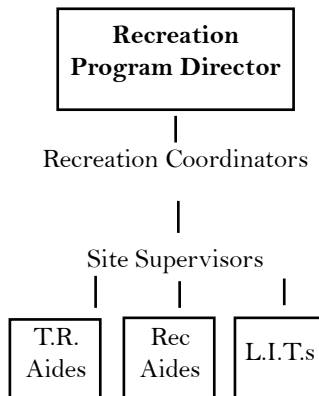 Recreation
Program Director
Recreation Coordinators
Site Supervisors
T.R.
Aides
Rec
Aides
L.I.T.s